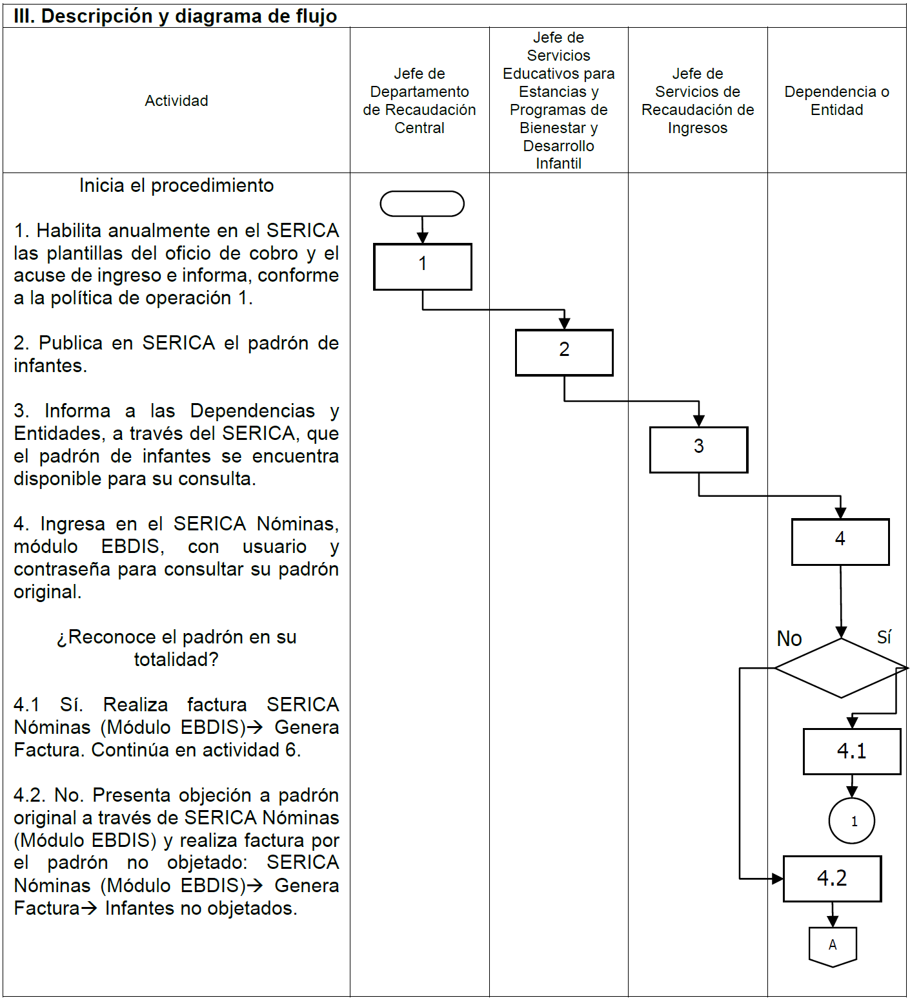 III. Descripción y diagrama de flujo
Actividad
Jefe de
Departamento
de Recaudación
Central
Jefe de
Servicios
Educativos para
Estancias y
Programas de
Bienestar y
Desarrollo
Infantil
Jefe de
Servicios de
Recaudación de
Ingresos
Dependencia o
Entidad
Inicia el procedimiento
1. Habilita anualmente en el SERICA
las plantillas del oficio de cobro y el
acuse de ingreso e informa, conforme
a la política de operación 1.
2. Publica en SERICA el padrón de
infantes.
3. Informa a las Dependencias y
Entidades, a través del SERICA, que
el padrón de infantes se encuentra
disponible para su consulta.
4. Ingresa en el SERICA Nóminas,
módulo EBDIS, con usuario y
contraseña para consultar su padrón
original.
¿Reconoce el padrón en su
totalidad?
4.1 Sí. Realiza factura SERICA
Nóminas (Módulo EBDIS)→ Genera
Factura. Continúa en actividad 6.
4.2. No. Presenta objeción a padrón
original a través de SERICA Nóminas
(Módulo EBDIS) y realiza factura por
el padrón no objetado: SERICA
Nóminas (Módulo EBDIS)→ Genera
Factura→ Infantes no objetados.
1
2
3
4
No
Sí
4.1
1
4.2
A